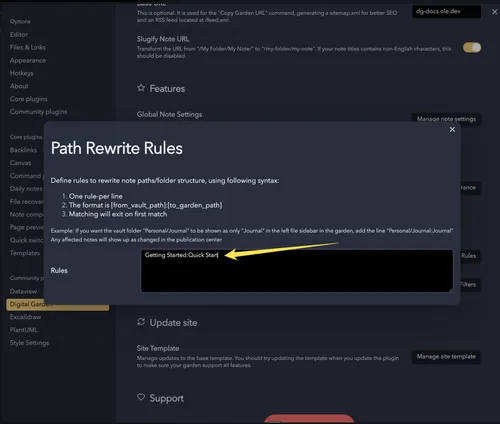 Options
Editor
Files & Links
Appearance
Hotkeys
About
Core plugins
Community plugins
Core plugins
Backlinks
Canvas
Command
Daily notes
File recover
Note compo
Page preview
Quick switc
Templates
Community p
Dataview
Digital Garden
Excalidraw
PlantUML
Style Settings
This is optional. It is used for the "Copy Garden URL" command, generating a sitemap.xml for better SEO
and an RSS feed located at /feed.xml.
dg-docs.ole.dev
Slugify Note URL
Transform the URL from "/My Folder/My Note/" to "/my-folder/my-note". If your note titles contains non-English characters, this
should be disabled.
Features
Global Note Settings
Manage note settings
Path Rewrite Rules
Define rules to rewrite note paths/folder structure, using following syntax:
1. One rule-per line
2. The format is [from_vault_path]:[to_garden_path]
3. Matching will exit on first match
Example: If you want the vault folder "Personal/Journal" to be shown as only "Journal" in the left file sidebar in the garden, add the line "Personal/Journal:Journal"
Any affected notes will show up as changed in the publication center
Rules
Getting Started:Quick Start
rance
Rules
Filters
Update site
Site Template
Manage updates to the base template. You should try updating the template when you update the plugin
to make sure your garden support all features.
Manage site template
Support